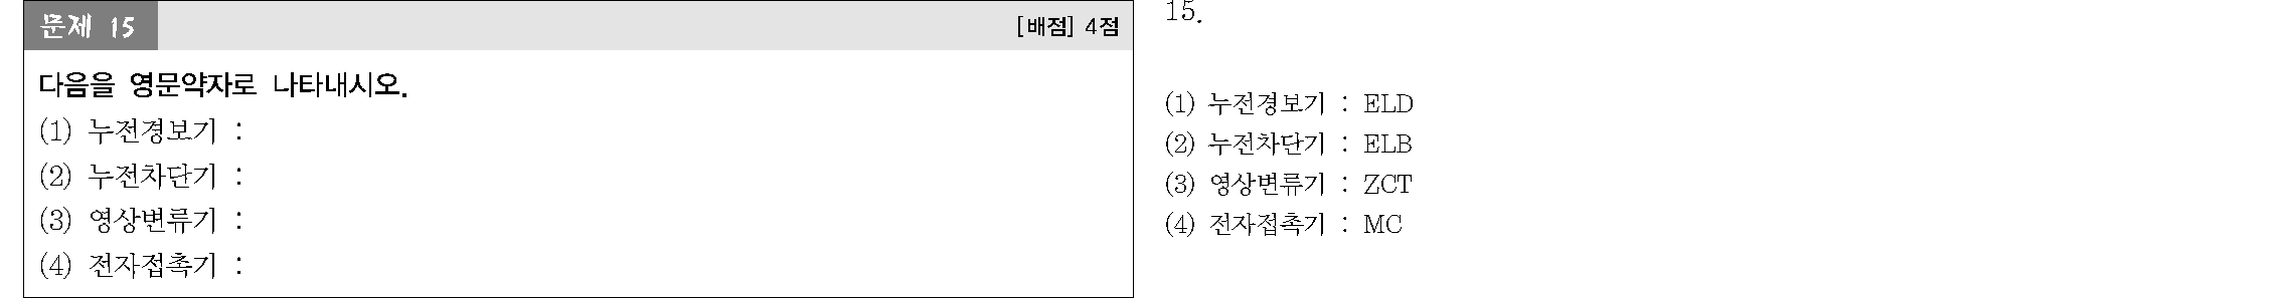 문제 15 [배점] 4점
다음을 영문약자로 나타내시오.
(1) 누전경보기 :
(2) 누전차단기 :
(3) 영상변류기 :
(4) 전자접촉기 :
15.
(1) 누전경보기 : ELD
(2) 누전차단기 : ELB
(3) 영상변류기 : ZCT
(4) 전자접촉기 : MC